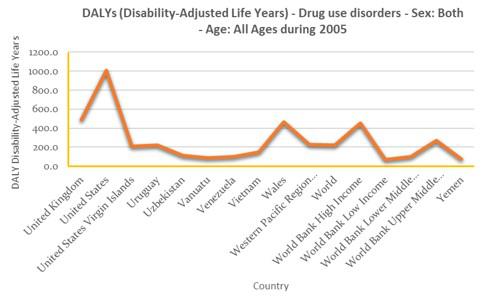 DALYs (Disability-Adjusted Life Years) - Drug use disorders - Sex: Both
- Age: All Ages during 2005
DALY Disability-Adjusted Life Years
1200.0
1000.0
800.0
600.0
400.0
200.0
0.0
United Kingdom
United States
United States Virgin Islands
Uruguay
Uzbekistan
Vanuatu
Venezuela
Vietnam
Wales
Western Pacific Region...
World
World Bank High Income
World Bank Low Income
World Bank Lower Middle...
World Bank Upper Middle...
Yemen
Country